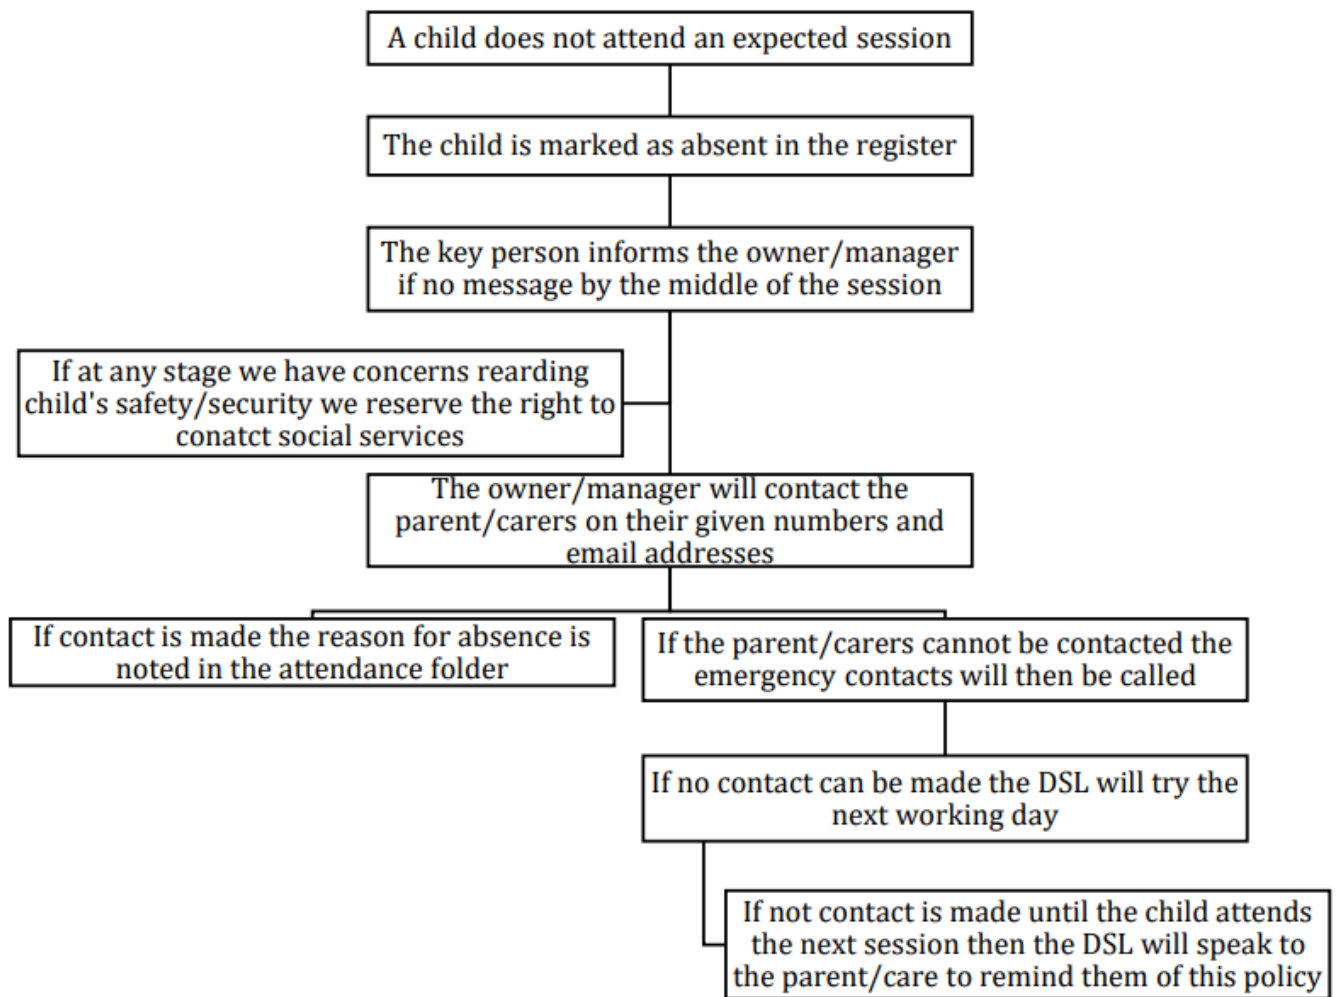 A child does not attend an expected session
The child is marked as absent in the register
The key person informs the owner/manager
if no message by the middle of the session
If at any stage we have concerns rearding
child's safety/security we reserve the right to
conatct social services
The owner/manager will contact the
parent/carers on their given numbers and
email addresses
If contact is made the reason for absence is
noted in the attendance folder
If the parent/carers cannot be contacted the
emergency contacts will then be called
If no contact can be made the DSL will try the
next working day
If not contact is made until the child attends
the next session then the DSL will speak to
the parent/care to remind them of this policy